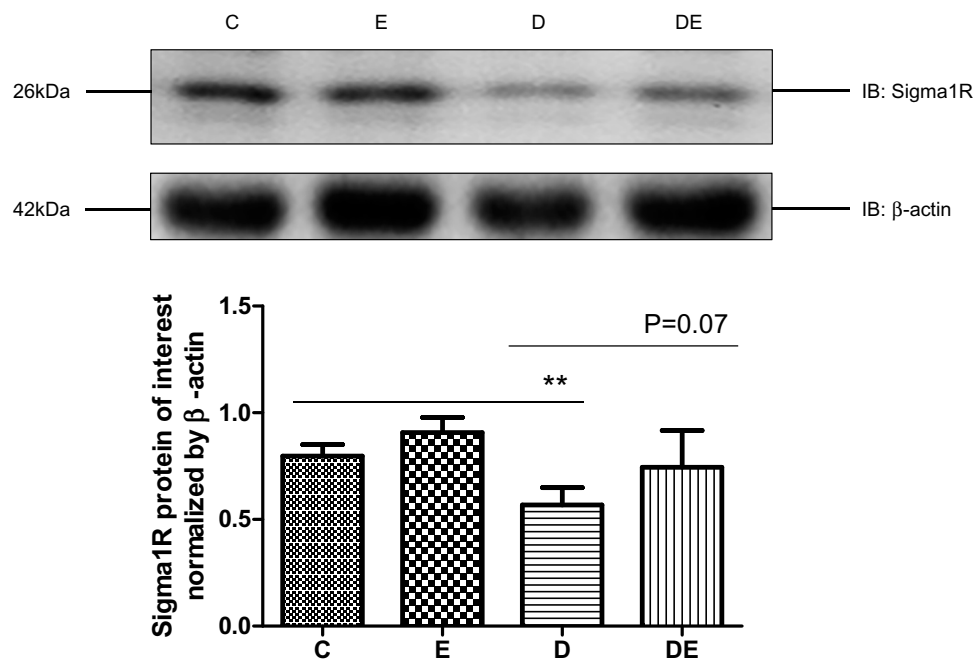 C E D DE
26kDa IB: Sigma1R
42kDa IB: β-actin
Sigma1R protein of interest
normalized by β -actin
1.5
1.0
0.5
0.0
P=0.07
**
C E D DE